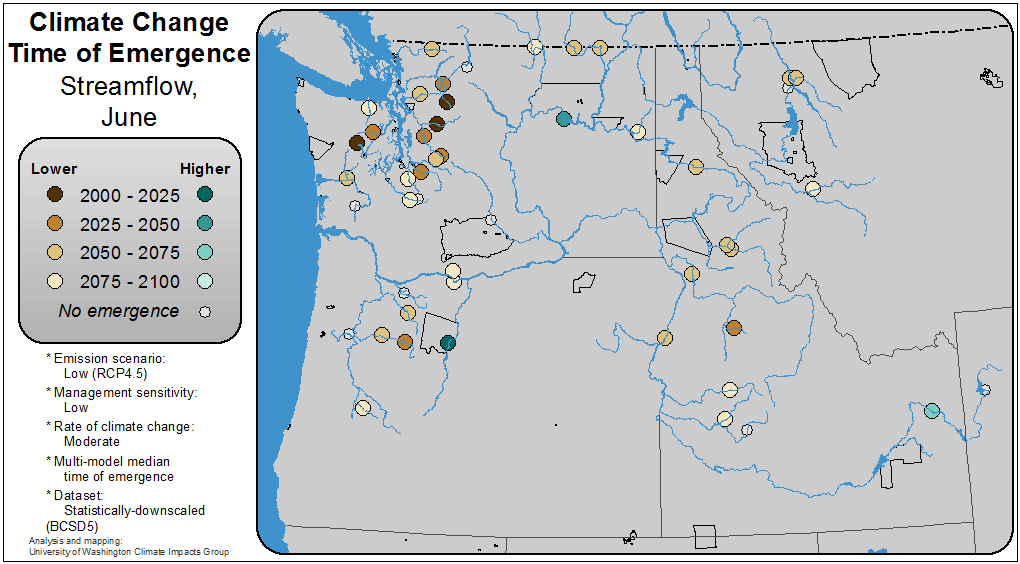 Climate Change
Time of Emergence
Streamflow,
June
Lower Higher
2000 - 2025
2025 - 2050
2050 - 2075
2075 - 2100
No emergence
* Emission scenario:
Low (RCP4.5)
* Management sensitivity:
Low
* Rate of climate change:
Moderate
* Multi-model median
time of emergence
* Dataset:
Statistically-downscaled
(BCSD5)
Analysis and mapping:
University of Washington Climate Impacts Group